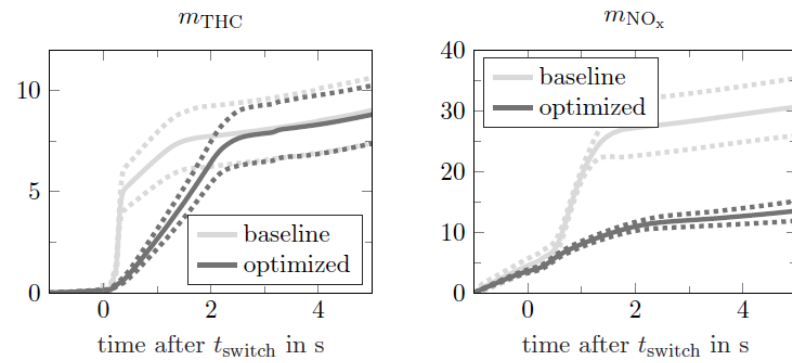 m_THC
10
5
0
0
2
4
baseline
optimized
time after t_switch in s
m_NOx
40
30
20
10
0
0
2
4
baseline
optimized
time after t_switch in s